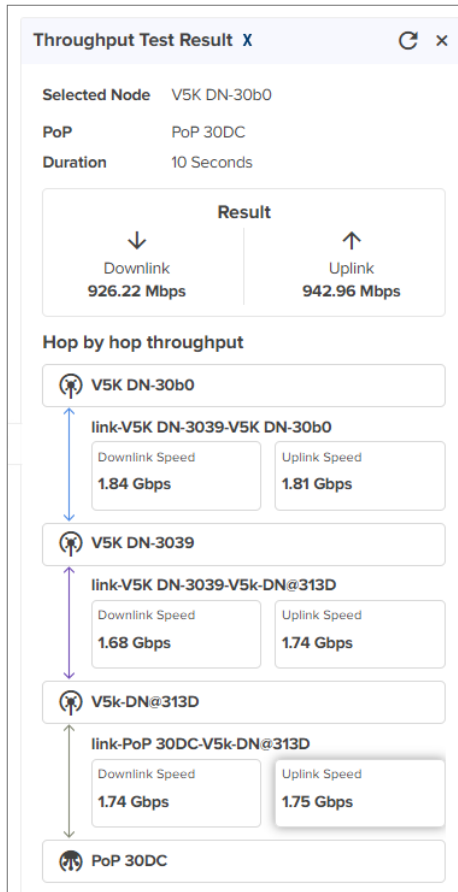 Throughput Test Result X
Selected Node V5K DN-30b0
PoP PoP 30DC
Duration 10 Seconds
Result
Downlink Uplink
926.22 Mbps 942.96 Mbps
Hop by hop throughput
V5K DN-30b0
link-V5K DN-3039-V5K DN-30b0
Downlink Speed Uplink Speed
1.84 Gbps 1.81 Gbps
V5K DN-3039
link-V5K DN-3039-V5k-DN@313D
Downlink Speed Uplink Speed
1.68 Gbps 1.74 Gbps
V5k-DN@313D
link-PoP 30DC-V5k-DN@313D
Downlink Speed Uplink Speed
1.74 Gbps 1.75 Gbps
PoP 30DC